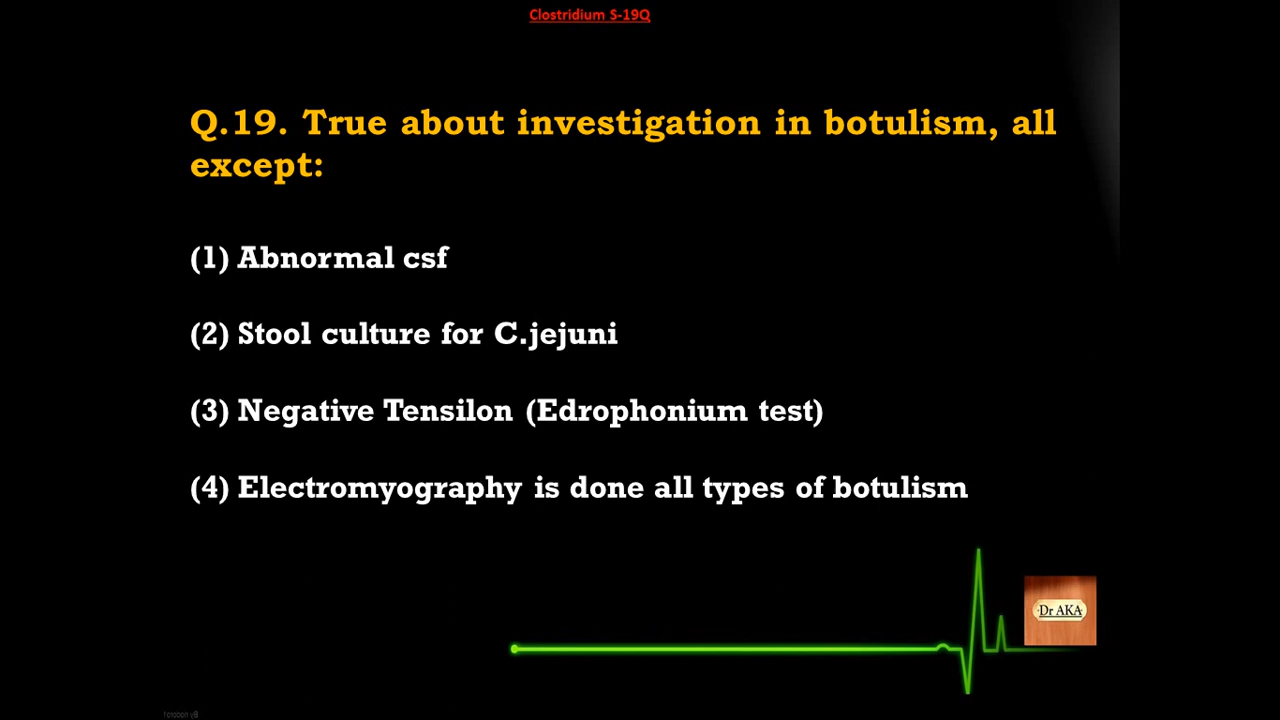 Clostridium S-19Q
Q.19. True about investigation in botulism, all
except:
(1) Abnormal csf
(2) Stool culture for C.jejuni
(3) Negative Tensilon (Edrophonium test)
(4) Electromyography is done all types of botulism
Dr AKA